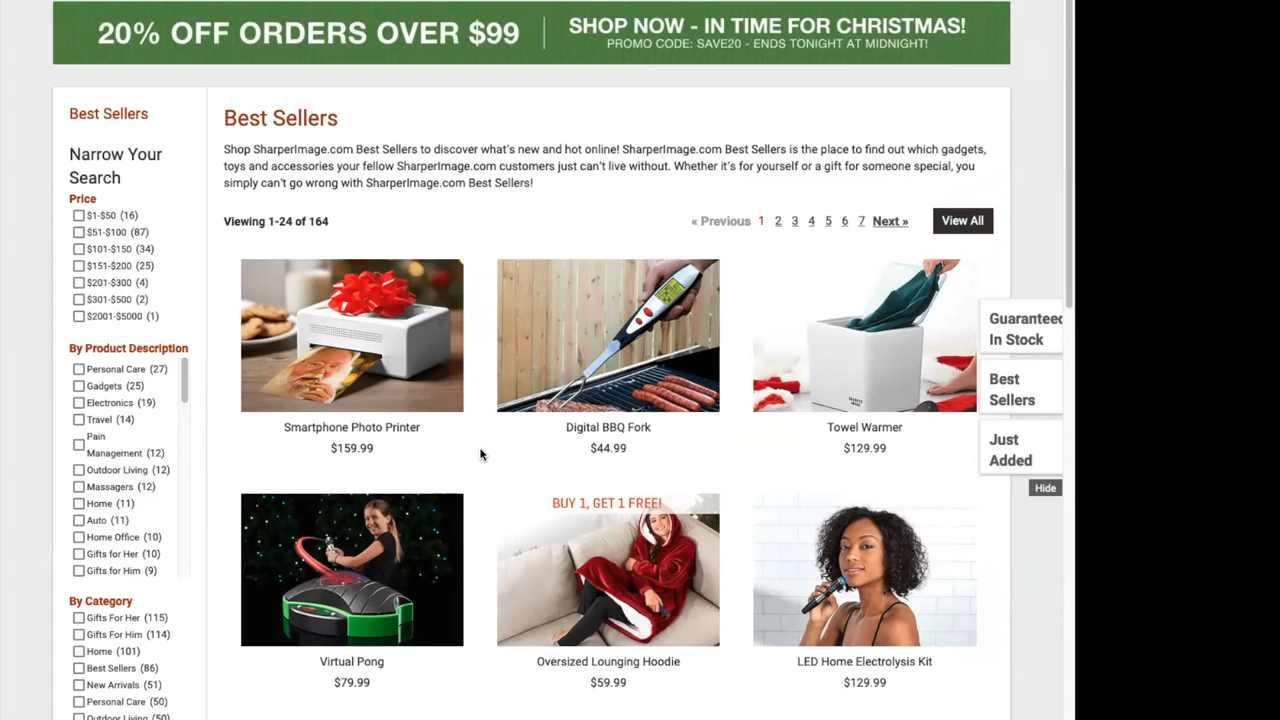 20% OFF ORDERS OVER $99
SHOP NOW - IN TIME FOR CHRISTMAS!
PROMO CODE: SAVE20 - ENDS TONIGHT AT MIDNIGHT!
Best Sellers
Narrow Your
Search
Price
$1-$50 (16)
$51-$100 (87)
$101-$150 (34)
$151-$200 (25)
$201-$300 (4)
$301-$500 (2)
$2001-$5000 (1)
By Product Description
Personal Care (27)
Gadgets (25)
Electronics (19)
Travel (14)
Pain
Management (12)
Outdoor Living (12)
Massagers (12)
Home (11)
Auto (11)
Home Office (10)
Gifts for Her (10)
Gifts for Him (9)
By Category
Gifts For Her (115)
Gifts For Him (114)
Home (101)
Best Sellers (86)
New Arrivals (51)
Personal Care (50)
Outdoor Living (50)
Best Sellers
Shop SharperImage.com Best Sellers to discover what's new and hot online! SharperImage.com Best Sellers is the place to find out which gadgets,
toys and accessories your fellow SharperImage.com customers just can't live without. Whether it's for yourself or a gift for someone special, you
simply can't go wrong with SharperImage.com Best Sellers!
Viewing 1-24 of 164
« Previous 1 2 3 4 5 6 7 Next »
View All
Smartphone Photo Printer
$159.99
Digital BBQ Fork
$44.99
Towel Warmer
$129.99
BUY 1, GET 1 FREE!
Virtual Pong
$79.99
Oversized Lounging Hoodie
$59.99
LED Home Electrolysis Kit
$129.99
Guaranteed
In Stock
Best
Sellers
Just
Added
Hide